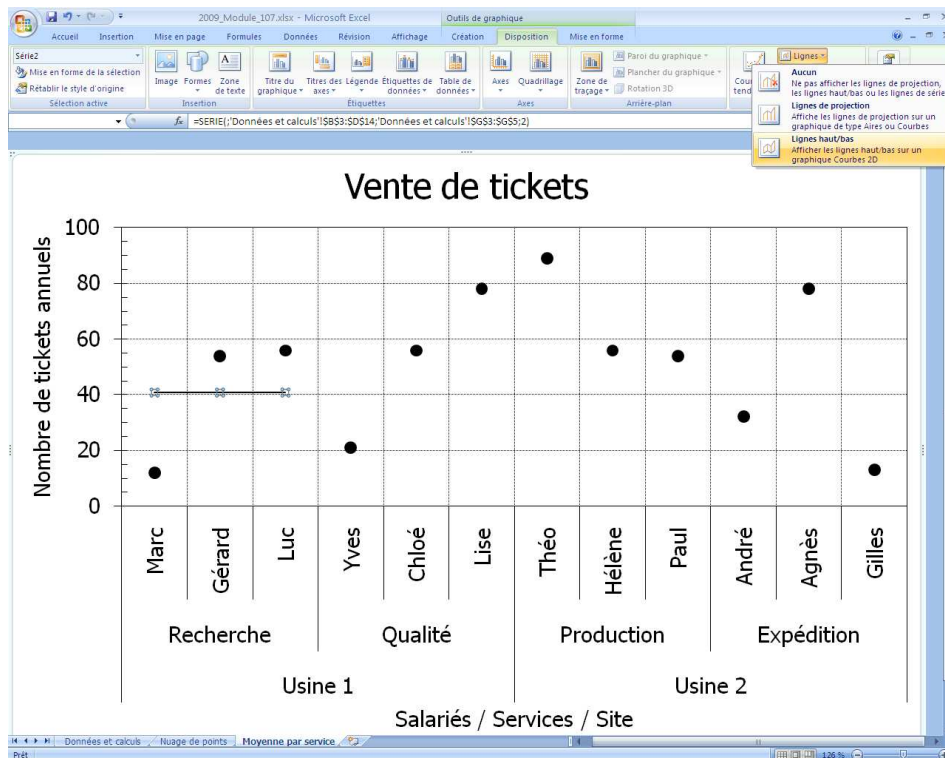 2009_Module_107.xlsx - Microsoft Excel
Outils de graphique
Accueil Insertion Mise en page Formules Données Révision Affichage Création Disposition Mise en forme
Série2
Mise en forme de la sélection
Rétablir le style d'origine
Sélection active
Image Formes Zone de texte
Insertion
Titre du graphique Titres des axes Légende Étiquettes de données Table de données
Étiquettes
Axes Quadrillage
Axes
Zone de traçage
Paroi du graphique
Plancher du graphique
Rotation 3D
Arrière-plan
Lignes
Aucun
Ne pas afficher les lignes de projection,
les lignes haut/bas ou les lignes de série
Lignes de projection
Affiche les lignes de projection sur un
graphique de type Aires ou Courbes
Lignes haut/bas
Afficher les lignes haut/bas sur un
graphique Courbes 2D
fx =SERIE(;'Données et calculs'!$B$3:$D$14;'Données et calculs'!$G$3:$G$5;2)
Vente de tickets
Nombre de tickets annuels
100
80
60
40
20
0
Marc Gérard Luc Yves Chloé Lise Théo Hélène Paul André Agnès Gilles
Recherche Qualité Production Expédition
Usine 1 Usine 2
Salariés / Services / Site
Données et calculs Nuage de points Moyenne par service
Prêt
126 %